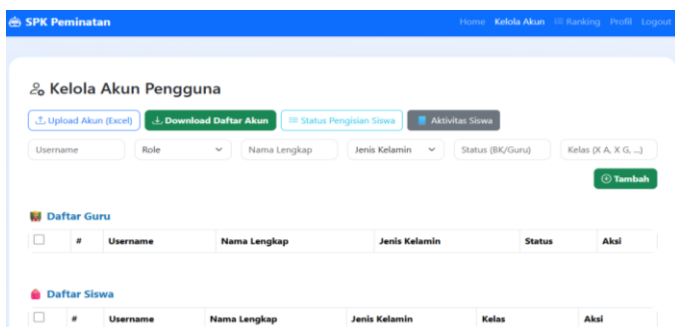 SPK Peminatan Home Kelola Akun Ranking Profil Logout
Kelola Akun Pengguna
Upload Akun (Excel) Download Daftar Akun Status Pengisian Siswa Aktivitas Siswa
Username Role Nama Lengkap Jenis Kelamin Status (BK/Guru) Kelas (X A, X G, ...)
Tambah
Daftar Guru
# Username Nama Lengkap Jenis Kelamin Status Aksi
Daftar Siswa
# Username Nama Lengkap Jenis Kelamin Kelas Aksi